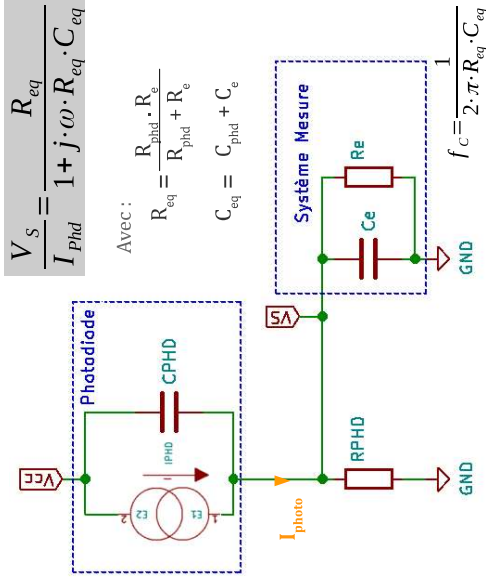 V_S / I_Phd = R_eq / (1 + j·ω·R_eq·C_eq)
Avec :
R_eq = (R_phd · R_e) / (R_phd + R_e)
C_eq = C_phd + C_e
Photodiode
Vcc
CPHD
IPHD
E2
E1
2
1
I_photo
RPHD
GND
VS
Système Mesure
Re
Ce
GND
f_C = 1 / (2·π·R_eq·C_eq)